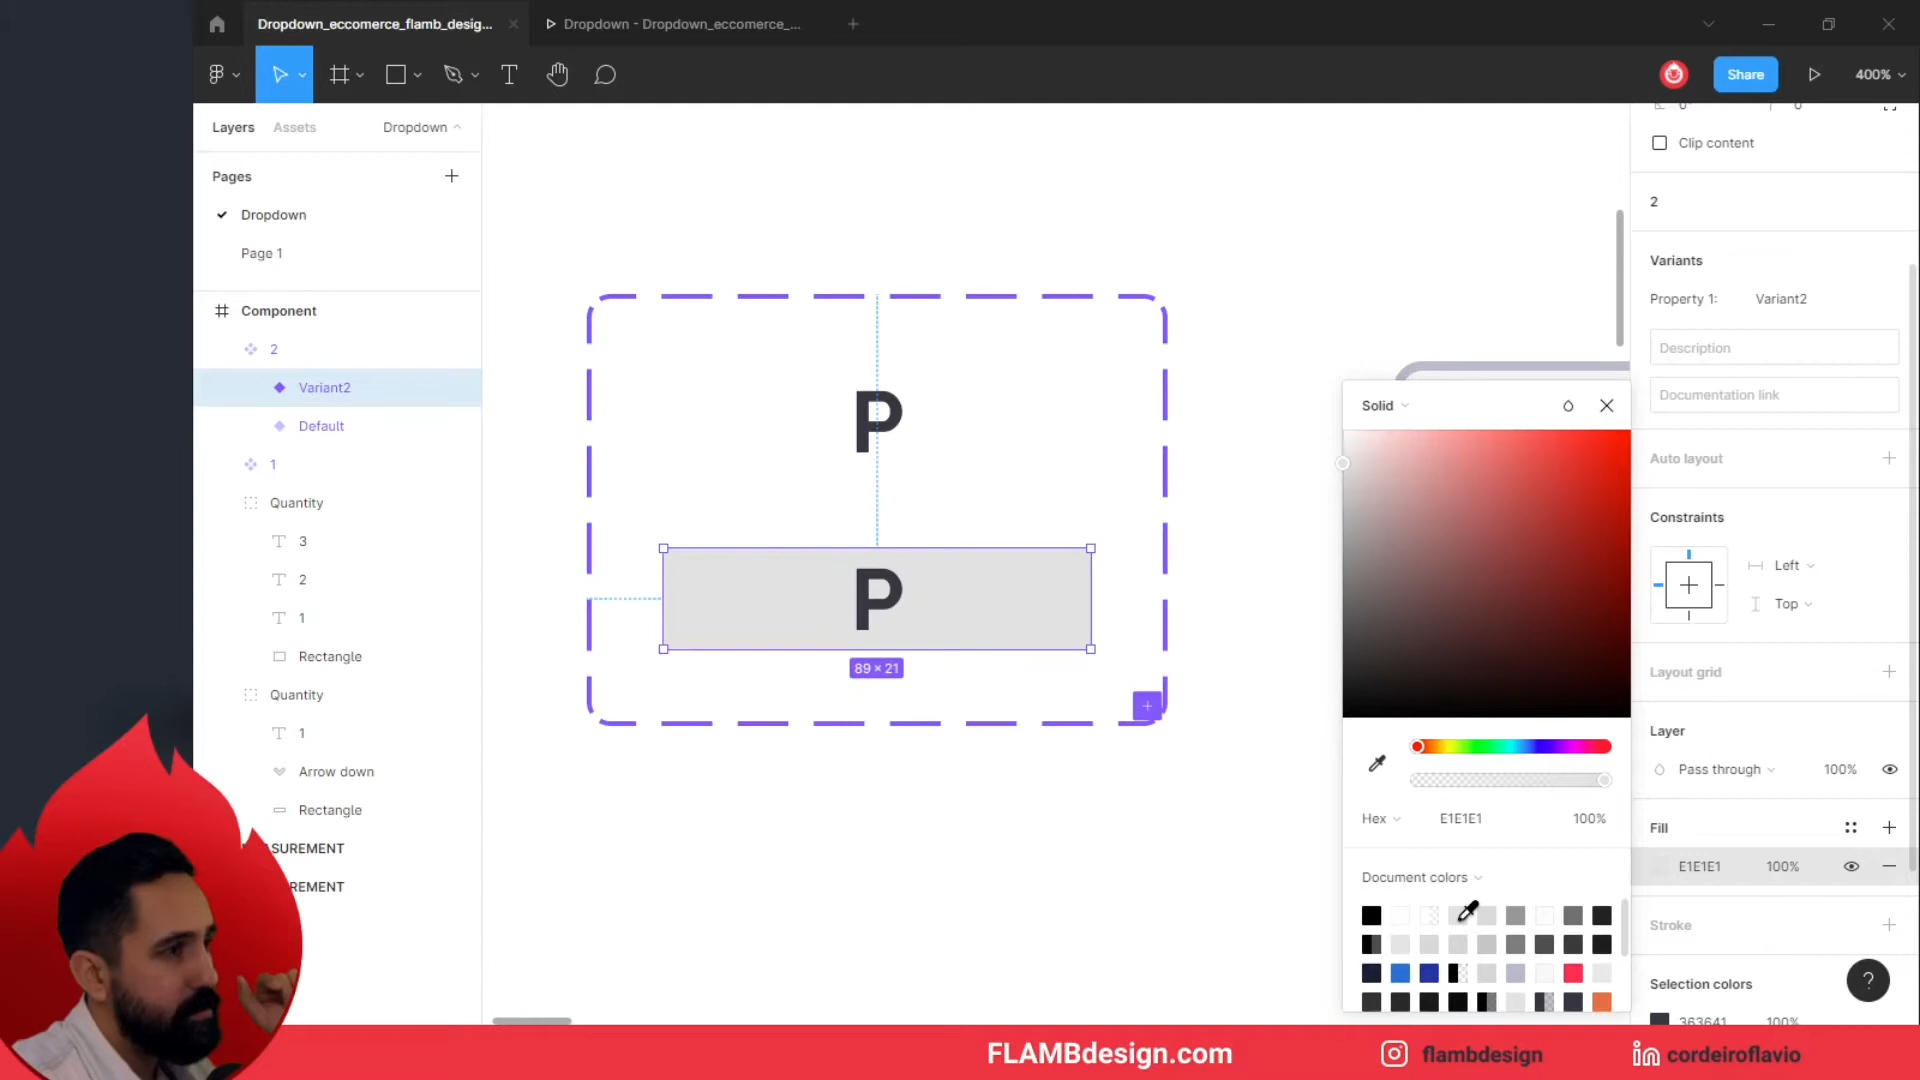 Dropdown_eccomerce_flamb_desig...
Dropdown - Dropdown_eccomerce_...
Share
400%
Layers
Assets
Dropdown
Pages
Dropdown
Page 1
Component
2
Variant2
Default
1
Quantity
3
2
1
Rectangle
Quantity
1
Arrow down
Rectangle
ASUREMENT
REMENT
P
P
89 × 21
Solid
Hex
E1E1E1
100%
Document colors
Clip content
2
Variants
Property 1:
Variant2
Description
Documentation link
Auto layout
Constraints
Left
Top
Layout grid
Layer
Pass through
100%
Fill
E1E1E1
100%
Stroke
?
Selection colors
363641
100%
FLAMBdesign.com
flambdesign
in cordeiroflavio